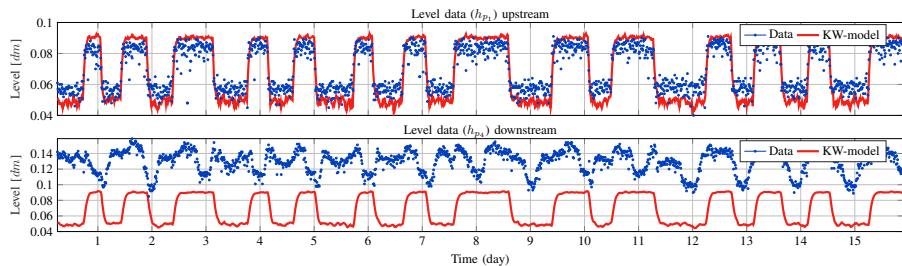 Level data (h_{p_1}) upstream
0.1
0.08
0.06
0.04
Level [dm]
Data KW-model
Level data (h_{p_4}) downstream
0.14
0.12
0.1
0.08
0.06
0.04
Level [dm]
Data KW-model
1 2 3 4 5 6 7 8 9 10 11 12 13 14 15
Time (day)